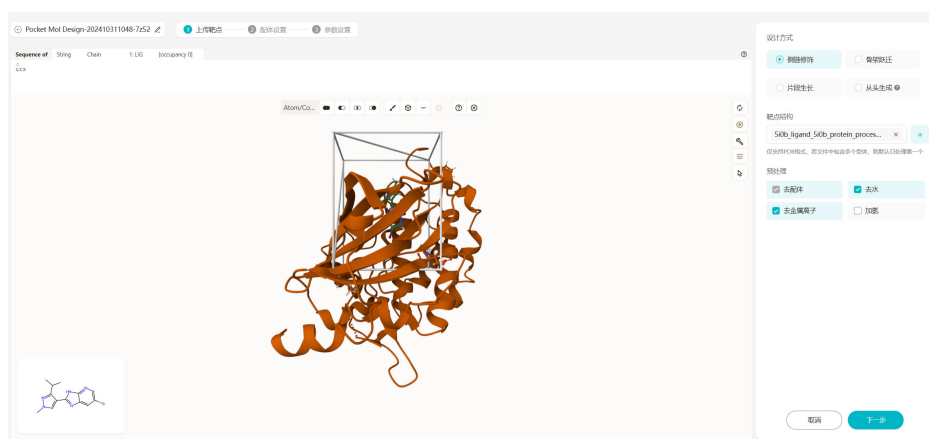 Pocket Mol Design-202410311048-7z52
1 上传靶点 2 配体设置 3 参数设置
Sequence of String Chain 1: LIG [occupancy 0]
Atom/Co...
设计方式
侧链修饰 骨架跃迁
片段生长 从头生成
靶点结构
5i0b_ligand_5i0b_protein_proces... × +
仅支持PDB格式，若文件中包含多个受体，则默认只处理第一个
预处理
去配体 去水
去金属离子 加氢
取消 下一步